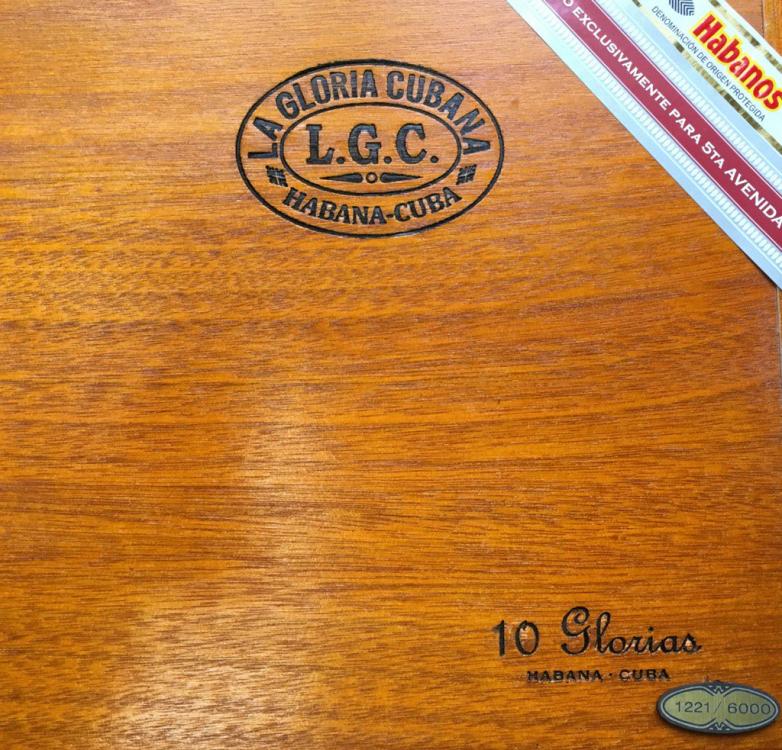 LA GLORIA CUBANA
L.G.C.
HABANA-CUBA
Habanos
DENOMINACIÓN DE ORIGEN PROTEGIDA
EXCLUSIVAMENTE PARA 5TA AVENIDA
10 Glorias
HABANA · CUBA
1221/6000